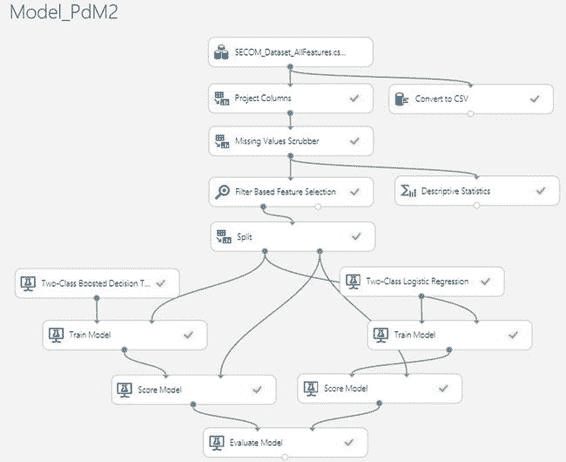 Model_PdM2
SECOM_Dataset_AllFeatures.cs...
Project Columns
Convert to CSV
Missing Values Scrubber
Filter Based Feature Selection
Descriptive Statistics
Split
Two-Class Boosted Decision T...
Two-Class Logistic Regression
Train Model
Train Model
Score Model
Score Model
Evaluate Model